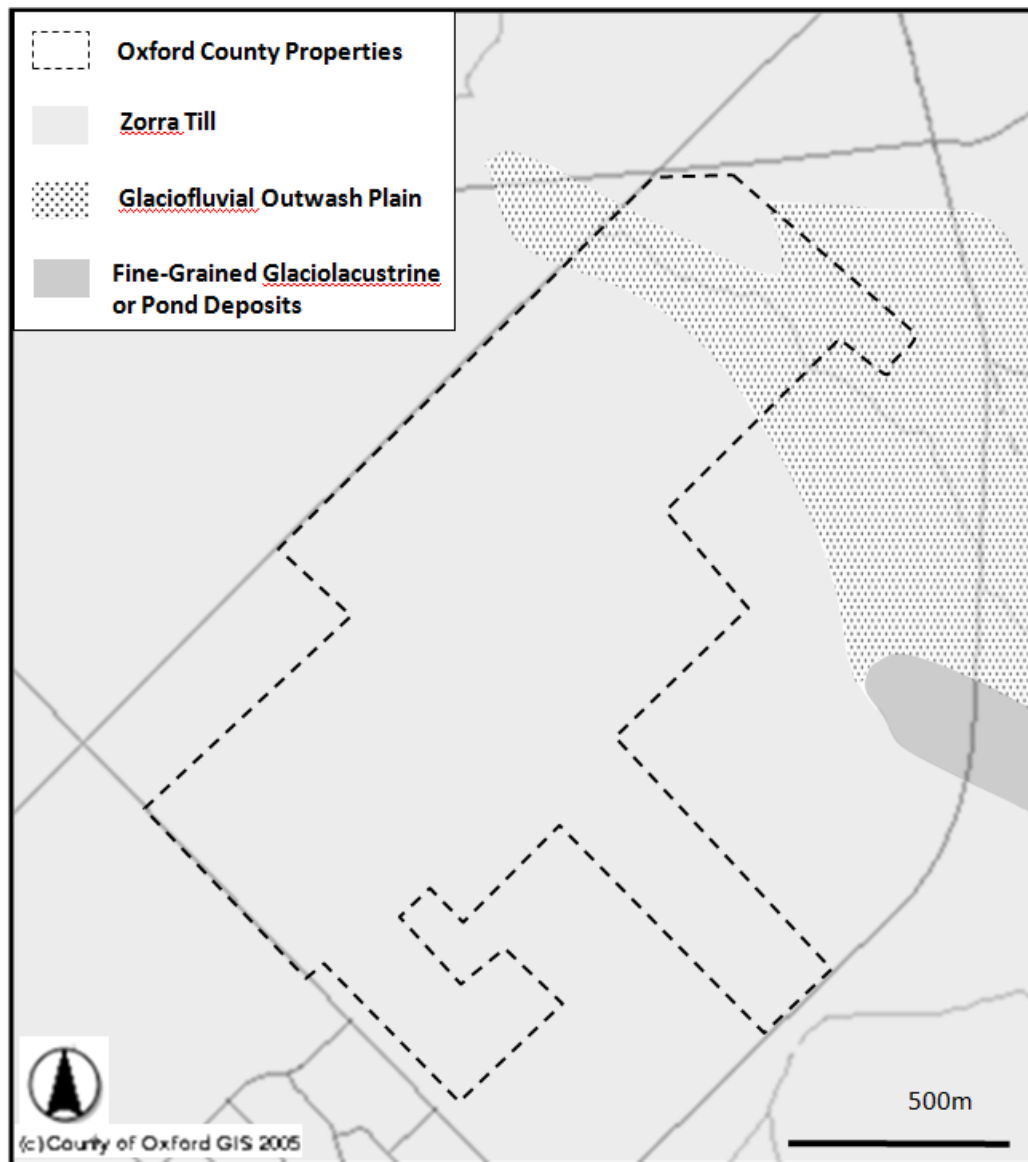 Oxford County Properties
Zorra Till
Glaciofluvial Outwash Plain
Fine-Grained Glaciolacustrine
or Pond Deposits
500m
(c) County of Oxford GIS 2005